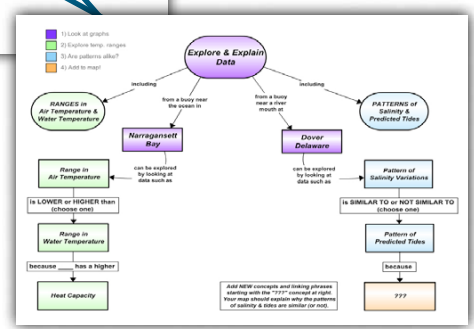 1) Look at graphs
2) Explore temp. ranges
3) Are patterns alike?
4) Add to map!
Explore & Explain
Data
including
including
from a buoy near
the ocean in
from a buoy
near a river
mouth at
RANGES in
Air Temperature &
Water Temperature
PATTERNS of
Salinity &
Predicted Tides
Narragansett
Bay
Dover
Delaware
can be explored
by looking at
data such as
can be explored
by looking at
data such as
Range in
Air Temperature
Pattern of
Salinity Variations
is LOWER or HIGHER than
(choose one)
is SIMILAR TO or NOT SIMILAR TO
(choose one)
Range in
Water Temperature
Pattern of
Predicted Tides
because ____ has a higher
because
Heat Capacity
Add NEW concepts and linking phrases
starting with the "???" concept at right.
Your map should explain why the patterns
of salinity & tides are similar (or not).
???